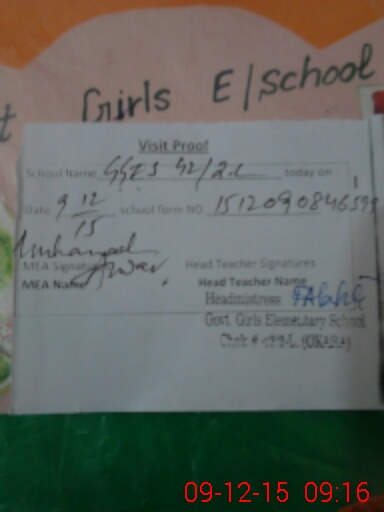 t Girls E/School
Visit Proof
School Name GGES 42/2.L today on
Date 9 12/15 school form NO 1512090846599
Muhammad
MEA Signature Anwar Head Teacher Signatures
MEA Name Head Teacher Name
Headmistress
Govt. Girls Elementary School
Chak # 2-L (OKARA)
09-12-15 09:16